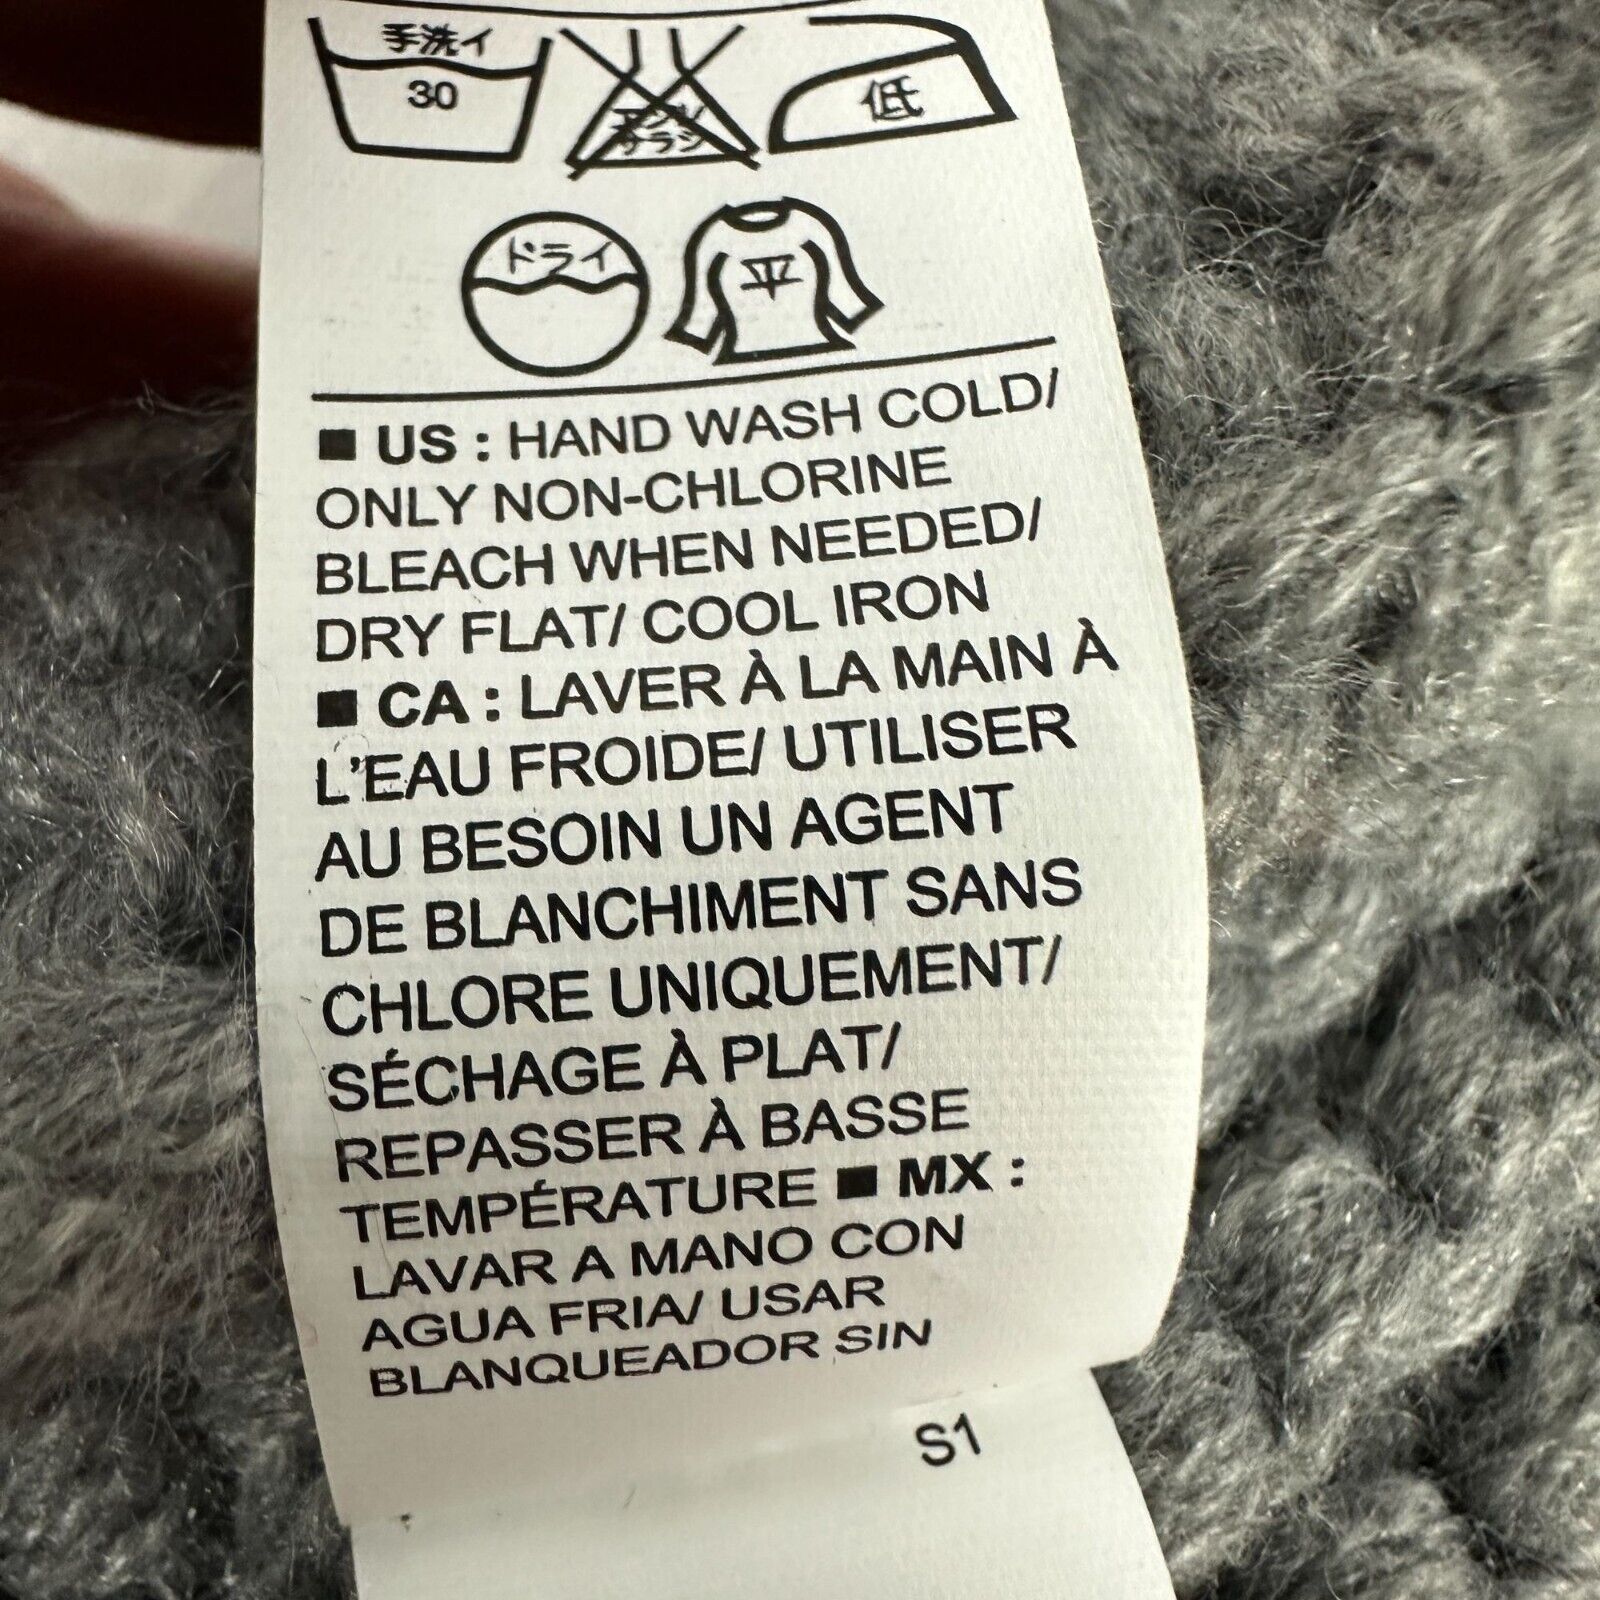 手洗イ
30
低
ドライ
平
■ US : HAND WASH COLD/
ONLY NON-CHLORINE
BLEACH WHEN NEEDED/
DRY FLAT/ COOL IRON
■ CA : LAVER À LA MAIN À
L'EAU FROIDE/ UTILISER
AU BESOIN UN AGENT
DE BLANCHIMENT SANS
CHLORE UNIQUEMENT/
SÉCHAGE À PLAT/
REPASSER À BASSE
TEMPÉRATURE ■ MX :
LAVAR A MANO CON
AGUA FRIA/ USAR
BLANQUEADOR SIN
S1